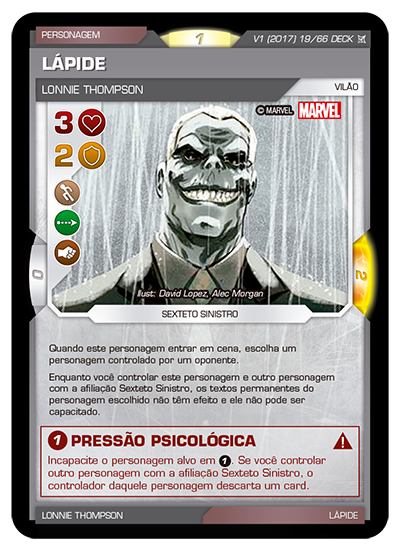 PERSONAGEM
1
V1 (2017) 19/66 DECK
LÁPIDE
LONNIE THOMPSON
VILÃO
© MARVEL MARVEL
3
2
0
2
Ilust: David Lopez, Alec Morgan
SEXTETO SINISTRO
Quando este personagem entrar em cena, escolha um
personagem controlado por um oponente.
Enquanto você controlar este personagem e outro personagem
com a afiliação Sexteto Sinistro, os textos permanentes do
personagem escolhido não têm efeito e ele não pode ser
capacitado.
1 PRESSÃO PSICOLÓGICA
Incapacite o personagem alvo em 1. Se você controlar
outro personagem com a afiliação Sexteto Sinistro, o
controlador daquele personagem descarta um card.
LONNIE THOMPSON
LÁPIDE